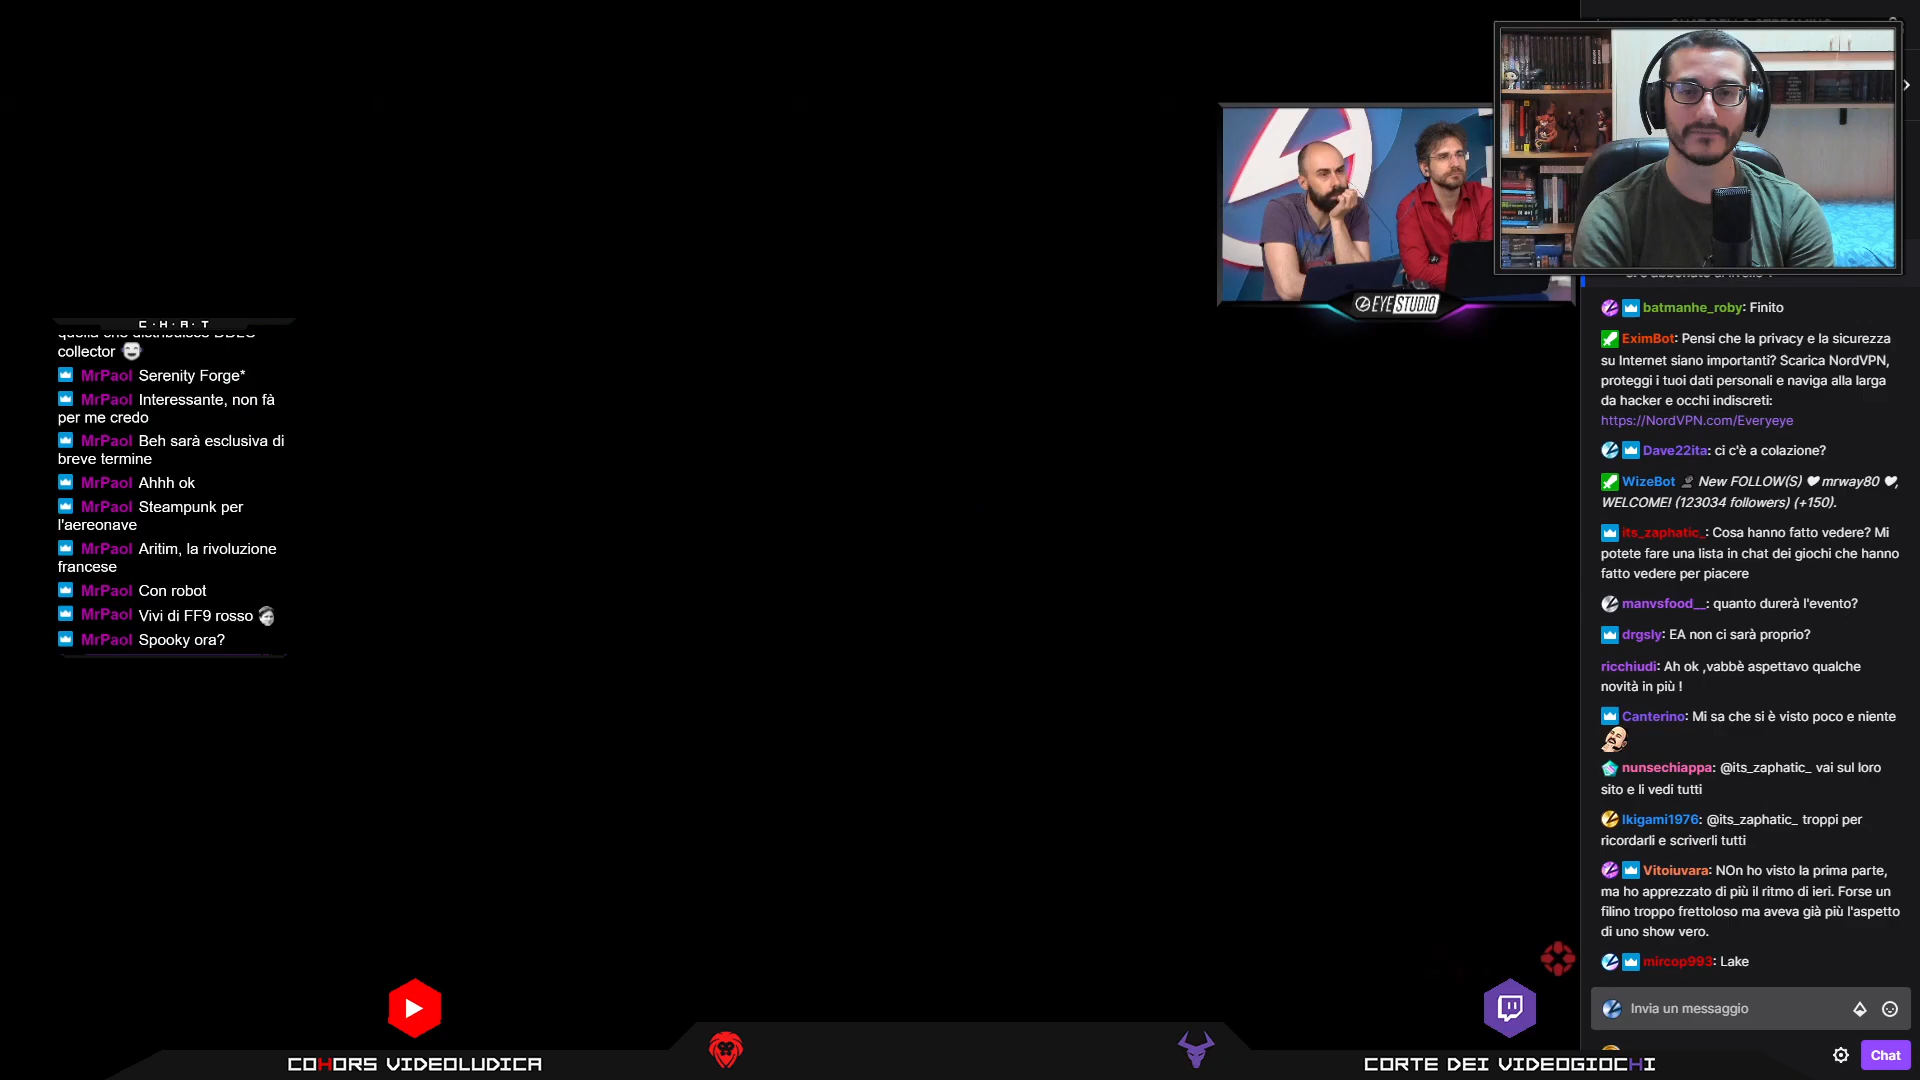 C·H·A·T
collector
MrPaol Serenity Forge*
MrPaol Interessante, non fà
per me credo
MrPaol Beh sarà esclusiva di
breve termine
MrPaol Ahhh ok
MrPaol Steampunk per
l'aereonave
MrPaol Aritim, la rivoluzione
francese
MrPaol Con robot
MrPaol Vivi di FF9 rosso
MrPaol Spooky ora?
EYE STUDIO
batmanhe_roby: Finito
EximBot: Pensi che la privacy e la sicurezza
su Internet siano importanti? Scarica NordVPN,
proteggi i tuoi dati personali e naviga alla larga
da hacker e occhi indiscreti:
https://NordVPN.com/Everyeye
Dave22ita: ci c'è a colazione?
WizeBot New FOLLOW(S) mrway80 ,
WELCOME! (123034 followers) (+150).
its_zaphatic_: Cosa hanno fatto vedere? Mi
potete fare una lista in chat dei giochi che hanno
fatto vedere per piacere
manvsfood__: quanto durerà l'evento?
drgsly: EA non ci sarà proprio?
ricchiudi: Ah ok ,vabbè aspettavo qualche
novità in più !
Canterino: Mi sa che si è visto poco e niente
nunsechiappa: @its_zaphatic_ vai sul loro
sito e li vedi tutti
Ikigami1976: @its_zaphatic_ troppi per
ricordarli e scriverli tutti
Vitoiuvara: NOn ho visto la prima parte,
ma ho apprezzato di più il ritmo di ieri. Forse un
filino troppo frettoloso ma aveva già più l'aspetto
di uno show vero.
mircop993: Lake
Invia un messaggio
Chat
COHORS VIDEOLUDICA
CORTE DEI VIDEOGIOCHI